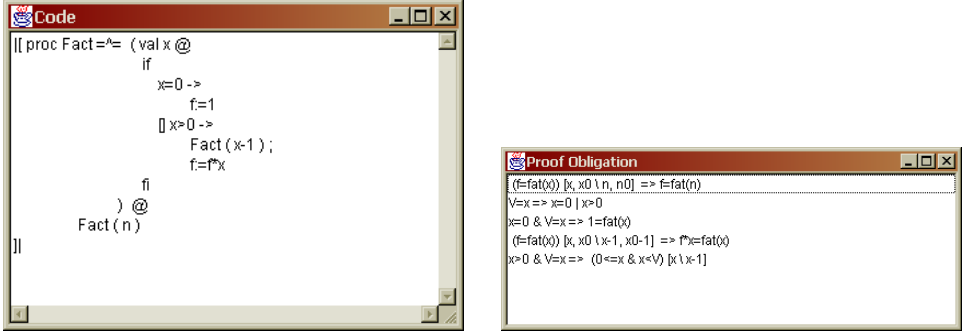 Code
|[ proc Fact =^= ( val x @
if
x=0 ->
f:=1
[] x>0 ->
Fact ( x-1 ) ;
f:=f*x
fi
) @
Fact ( n )
]|
Proof Obligation
(f=fat(x)) [x, x0 \ n, n0] => f=fat(n)
V=x => x=0 | x>0
x=0 & V=x => 1=fat(x)
(f=fat(x)) [x, x0 \ x-1, x0-1] => f*x=fat(x)
x>0 & V=x => (0<=x & x<V) [x \ x-1]